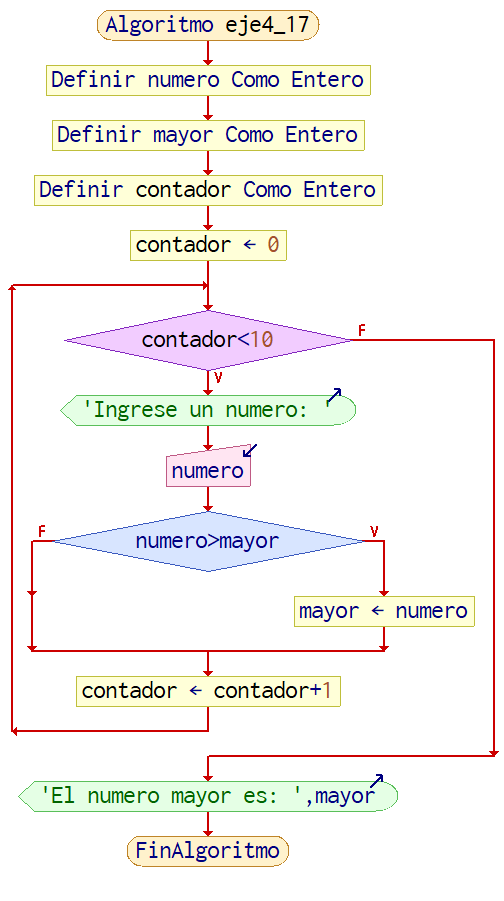 Algoritmo eje4_17
Definir numero Como Entero
Definir mayor Como Entero
Definir contador Como Entero
contador ← 0
contador<10
F
V
'Ingrese un numero: '
numero
F
numero>mayor
V
mayor ← numero
contador ← contador+1
'El numero mayor es: ',mayor
FinAlgoritmo